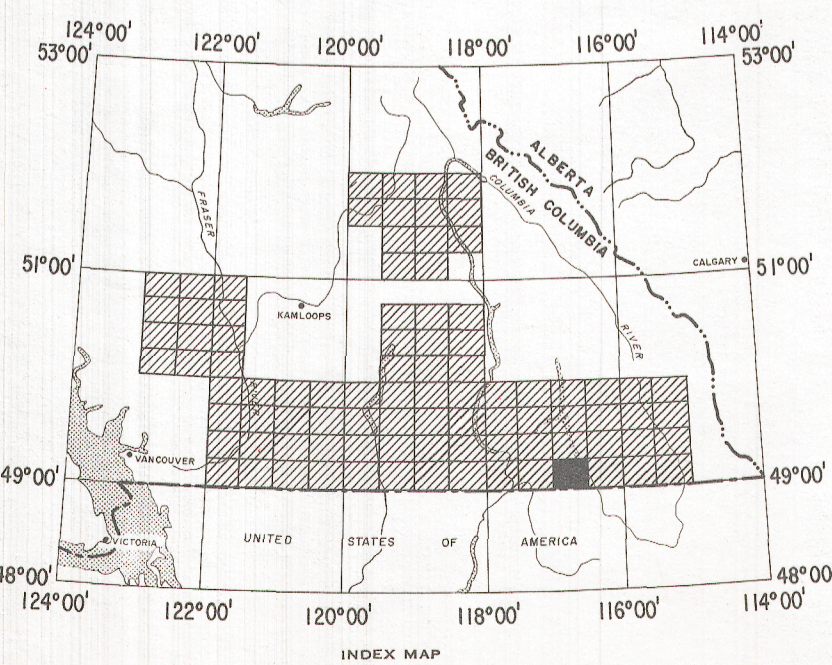 124°00'
122°00'
120°00'
118°00'
116°00'
114°00'
53°00'
53°00'
ALBERTA
BRITISH COLUMBIA
COLUMBIA
FRASER
51°00'
CALGARY
51°00'
KAMLOOPS
RIVER
RIVER
VANCOUVER
49°00'
49°00'
VICTORIA
UNITED STATES OF AMERICA
48°00'
48°00
124°00'
122°00'
120°00'
118°00'
116°00'
114°00'
INDEX MAP